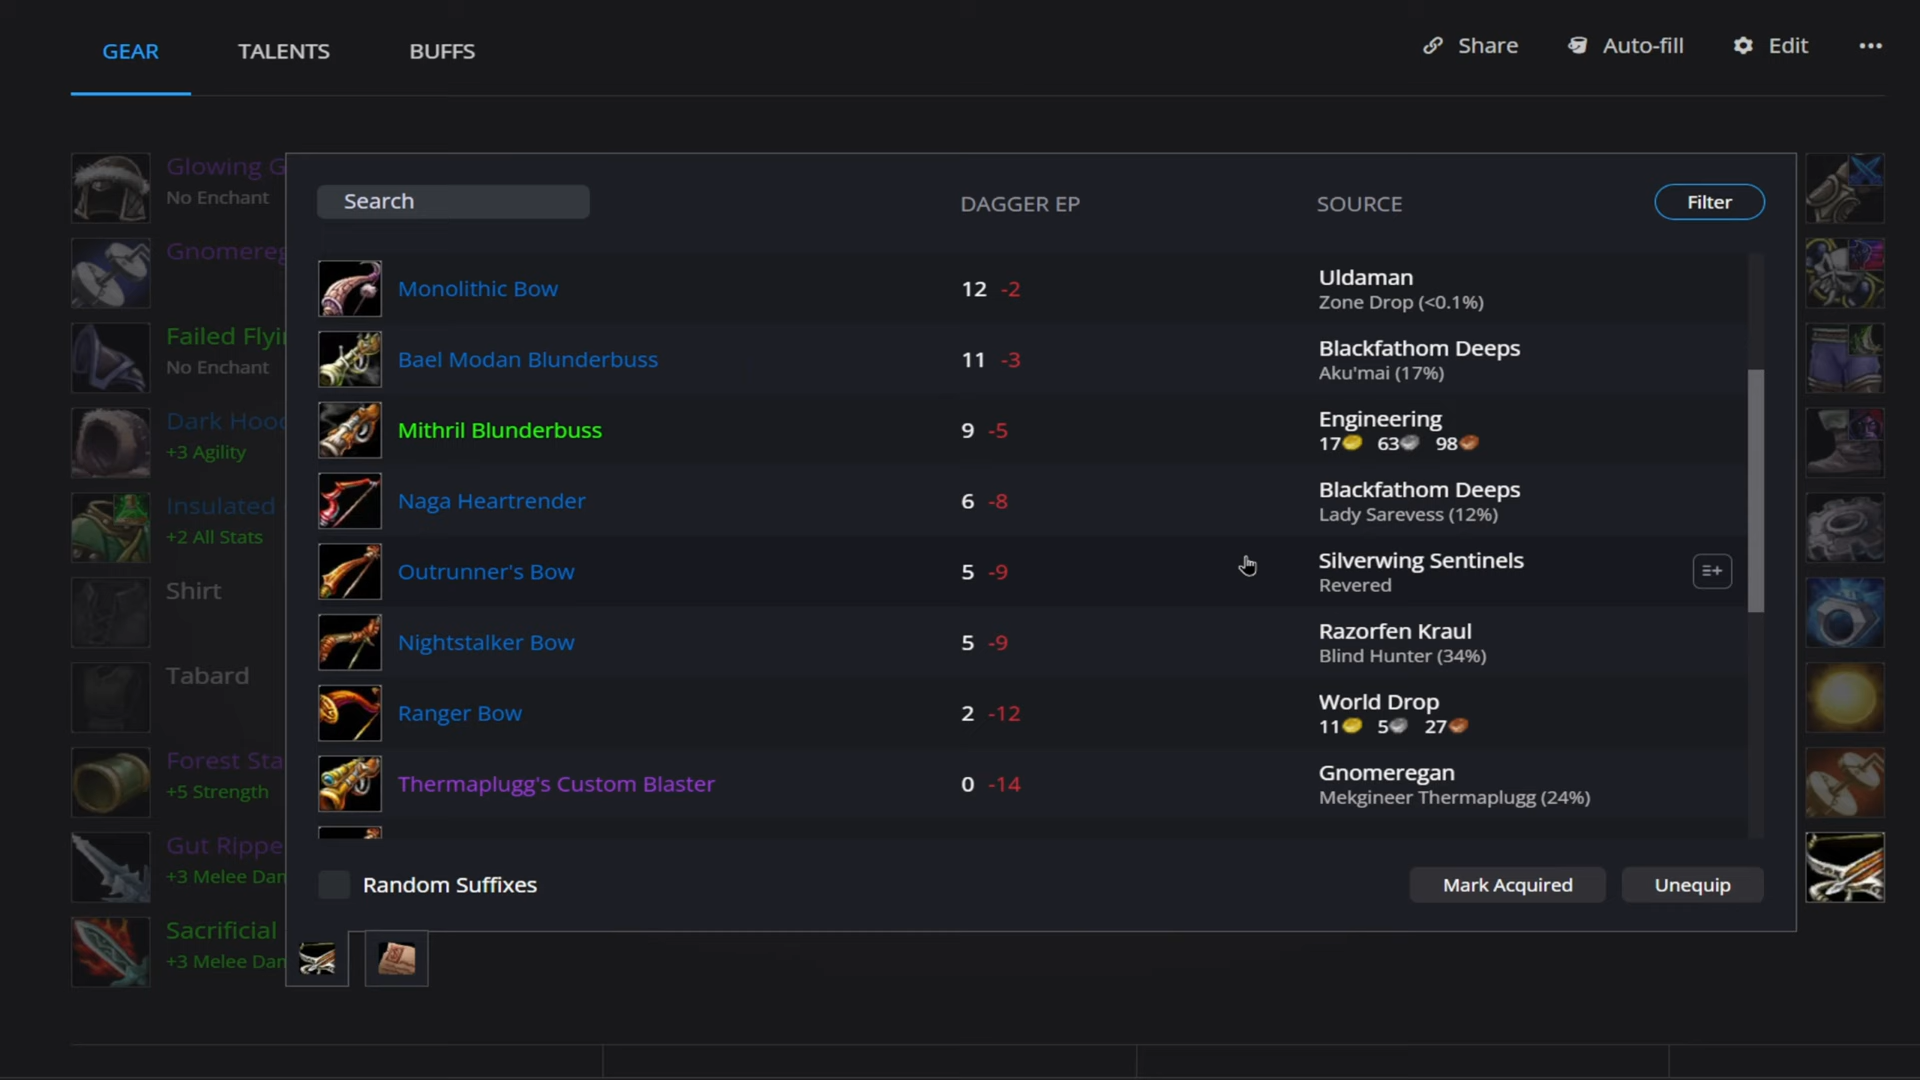 GEAR TALENTS BUFFS Share Auto-fill Edit
Glowing G
No Enchant
Gnomereg
Failed Flyi
No Enchant
Dark Hoo
+3 Agility
Insulated
+2 All Stats
Shirt
Tabard
Forest Sta
+5 Strength
Gut Rippe
+3 Melee Dan
Sacrificial
+3 Melee Dan
Search DAGGER EP SOURCE Filter
Monolithic Bow 12 -2 Uldaman
Zone Drop (<0.1%)
Bael Modan Blunderbuss 11 -3 Blackfathom Deeps
Aku'mai (17%)
Mithril Blunderbuss 9 -5 Engineering
17 63 98
Naga Heartrender 6 -8 Blackfathom Deeps
Lady Sarevess (12%)
Outrunner's Bow 5 -9 Silverwing Sentinels
Revered
Nightstalker Bow 5 -9 Razorfen Kraul
Blind Hunter (34%)
Ranger Bow 2 -12 World Drop
11 5 27
Thermaplugg's Custom Blaster 0 -14 Gnomeregan
Mekgineer Thermaplugg (24%)
Random Suffixes Mark Acquired Unequip